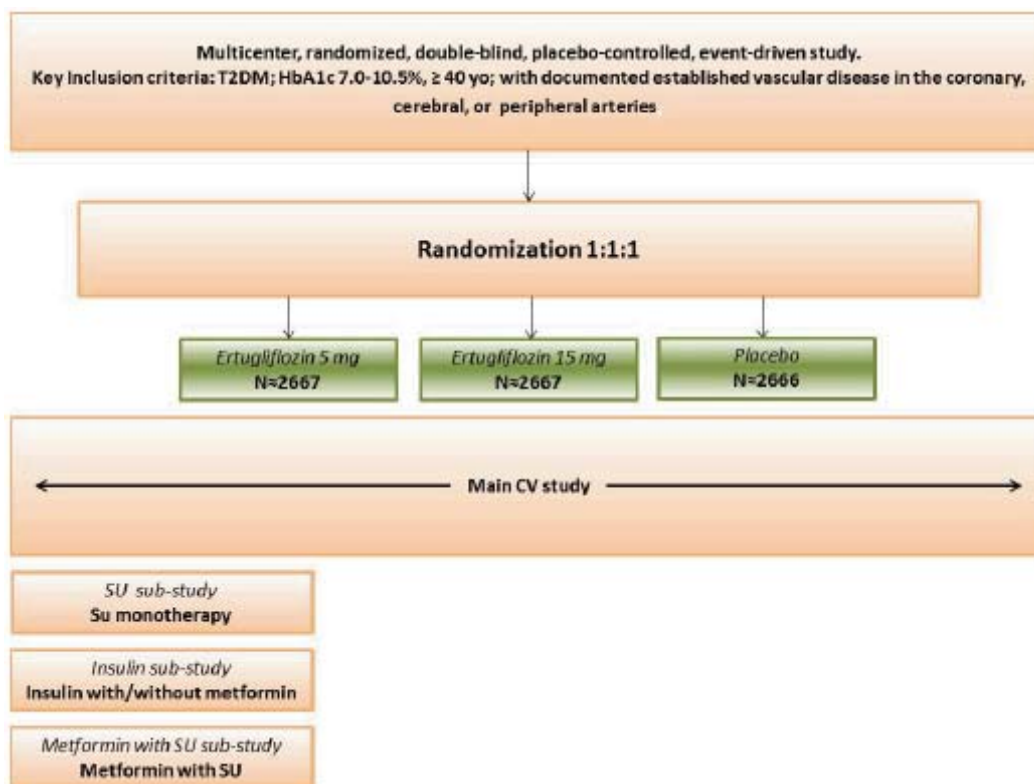 Multicenter, randomized, double-blind, placebo-controlled, event-driven study.
Key Inclusion criteria: T2DM; HbA1c 7.0-10.5%, ≥ 40 yo; with documented established vascular disease in the coronary,
cerebral, or peripheral arteries
Randomization 1:1:1
Ertugliflozin 5 mg
N≈2667
Ertugliflozin 15 mg
N≈2667
Placebo
N≈2666
Main CV study
SU sub-study
Su monotherapy
Insulin sub-study
Insulin with/without metformin
Metformin with SU sub-study
Metformin with SU